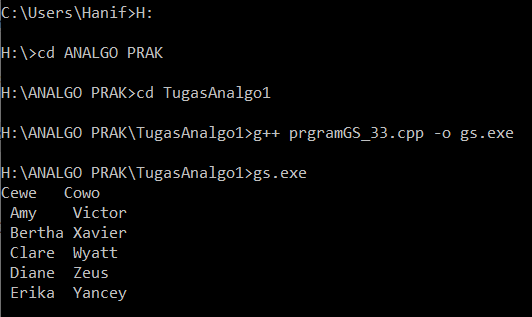 C:\Users\Hanif>H:
H:\>cd ANALGO PRAK
H:\ANALGO PRAK>cd TugasAnalgo1
H:\ANALGO PRAK\TugasAnalgo1>g++ prgramGS_33.cpp -o gs.exe
H:\ANALGO PRAK\TugasAnalgo1>gs.exe
Cewe   Cowo
 Amy    Victor
 Bertha Xavier
 Clare  Wyatt
 Diane  Zeus
 Erika  Yancey